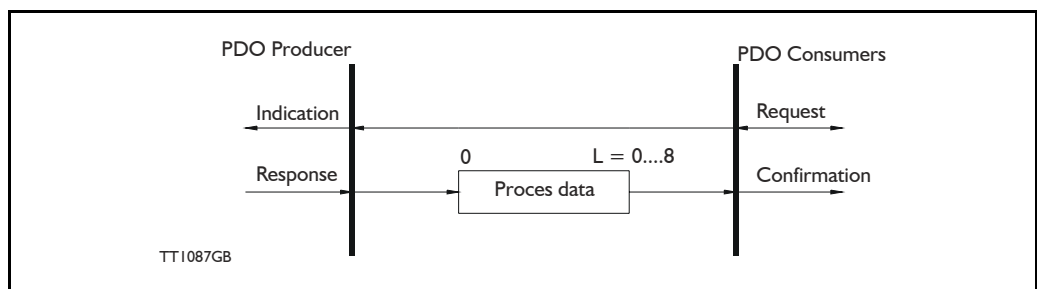 PDO Producer
PDO Consumers
Indication
Request
0
L = 0....8
Response
Proces data
Confirmation
TT1087GB